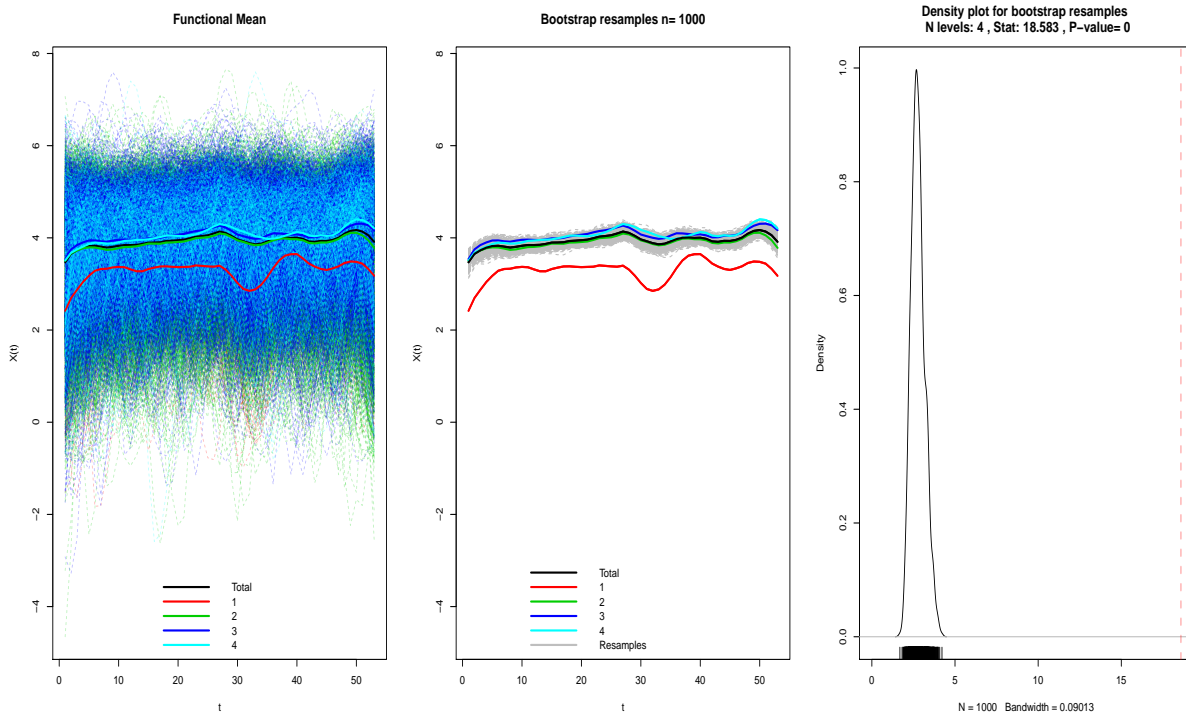 Functional Mean
X(t)
8
6
4
2
0
−2
−4
Total
1
2
3
4
0 10 20 30 40 50
t
Bootstrap resamples n= 1000
X(t)
8
6
4
2
0
−2
−4
Total
1
2
3
4
Resamples
0 10 20 30 40 50
t
Density plot for bootstrap resamples
N levels: 4 , Stat: 18.583 , P−value= 0
Density
1.0
0.8
0.6
0.4
0.2
0.0
0 5 10 15
N = 1000 Bandwidth = 0.09013